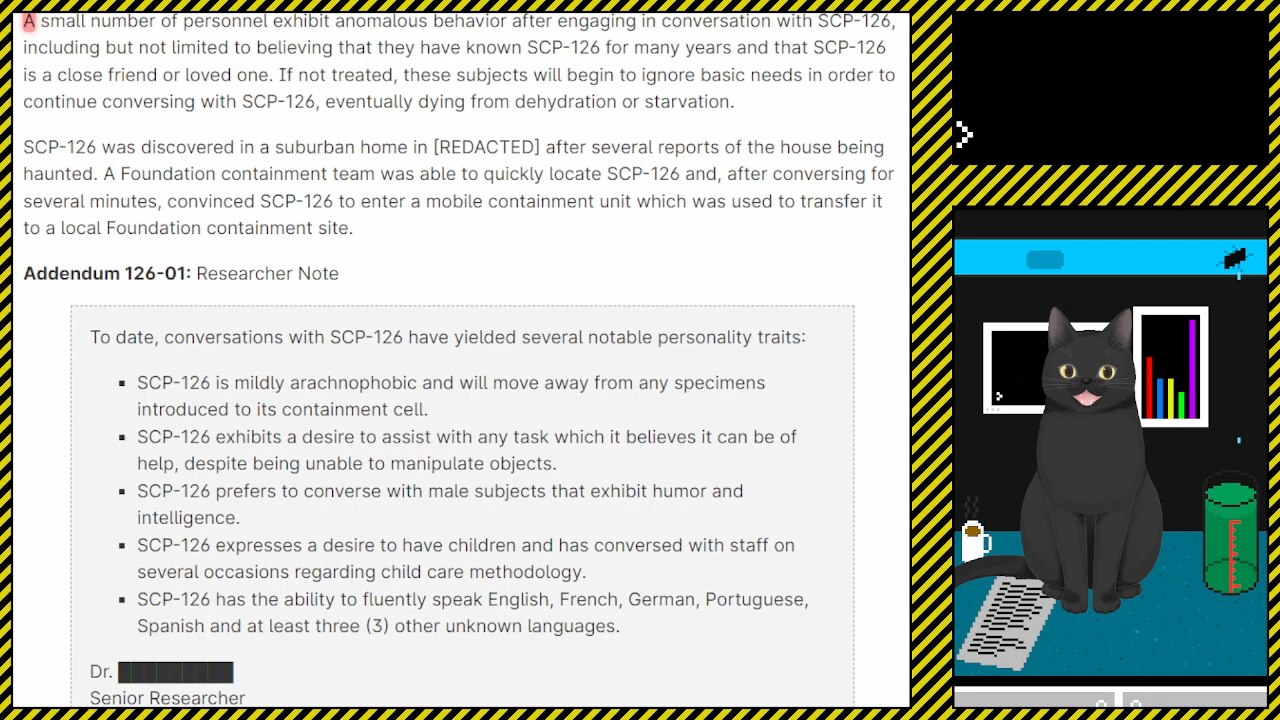 A small number of personnel exhibit anomalous behavior after engaging in conversation with SCP-126,
including but not limited to believing that they have known SCP-126 for many years and that SCP-126
is a close friend or loved one. If not treated, these subjects will begin to ignore basic needs in order to
continue conversing with SCP-126, eventually dying from dehydration or starvation.
SCP-126 was discovered in a suburban home in [REDACTED] after several reports of the house being
haunted. A Foundation containment team was able to quickly locate SCP-126 and, after conversing for
several minutes, convinced SCP-126 to enter a mobile containment unit which was used to transfer it
to a local Foundation containment site.
Addendum 126-01: Researcher Note
To date, conversations with SCP-126 have yielded several notable personality traits:
▪ SCP-126 is mildly arachnophobic and will move away from any specimens
introduced to its containment cell.
▪ SCP-126 exhibits a desire to assist with any task which it believes it can be of
help, despite being unable to manipulate objects.
▪ SCP-126 prefers to converse with male subjects that exhibit humor and
intelligence.
▪ SCP-126 expresses a desire to have children and has conversed with staff on
several occasions regarding child care methodology.
▪ SCP-126 has the ability to fluently speak English, French, German, Portuguese,
Spanish and at least three (3) other unknown languages.
Dr. ██████████
Senior Researcher